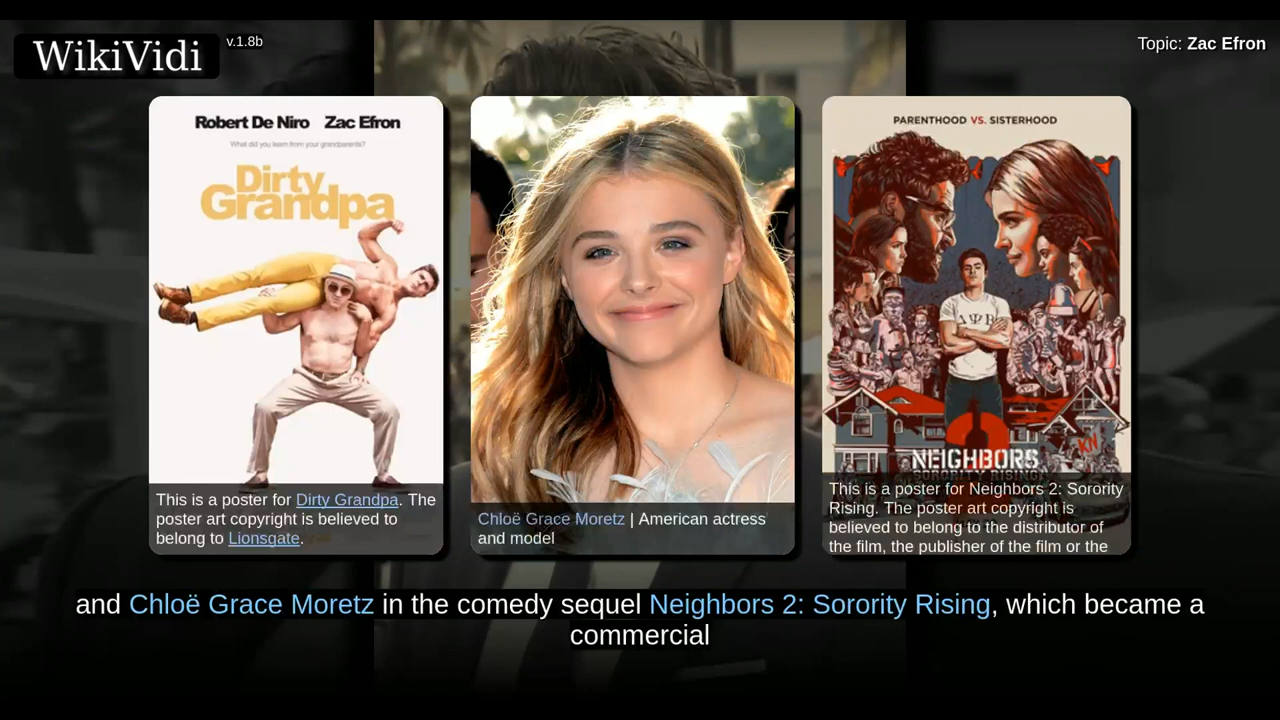 WikiVidi
v.1.8b
Topic: Zac Efron
Robert De Niro Zac Efron
What did you learn from your grandparents?
Dirty
Grandpa
This is a poster for Dirty Grandpa. The
poster art copyright is believed to
belong to Lionsgate.
Chloë Grace Moretz | American actress
and model
PARENTHOOD VS. SISTERHOOD
ΔΨΒ
KN
NEIGHBORS
SORORITY RISING
This is a poster for Neighbors 2: Sorority
Rising. The poster art copyright is
believed to belong to the distributor of
the film, the publisher of the film or the
and Chloë Grace Moretz in the comedy sequel Neighbors 2: Sorority Rising, which became a
commercial